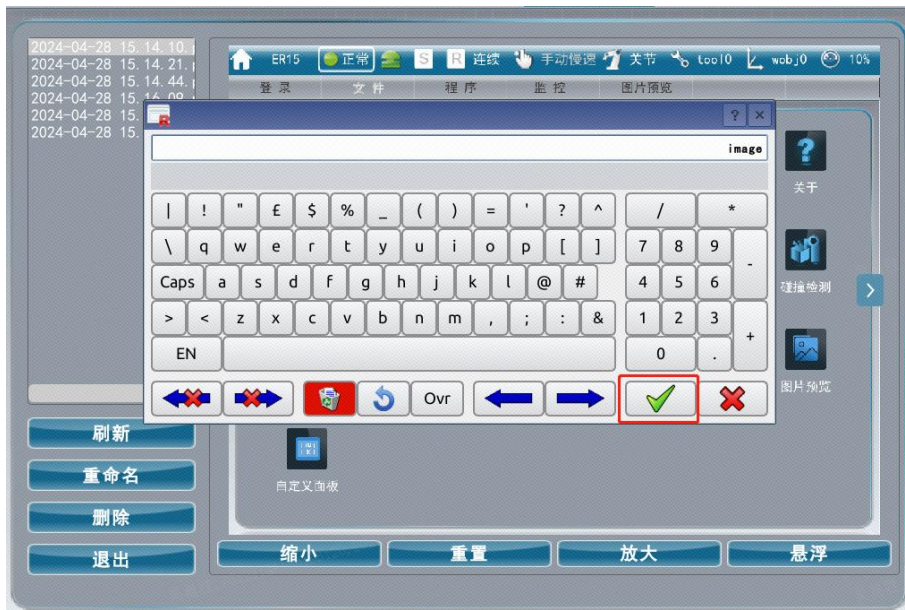 2024-04-28 15.14.10.
2024-04-28 15.14.21.
2024-04-28 15.14.44.
2024-04-28 15.16.09.
2024-04-28 15.
2024-04-28 15.
ER15 正常 S R 连续 手动慢速 关节 tool0 wobj0 10%
登录 文件 程序 监控 图片预览
R ? ×
image
| ! " £ $ % _ ( ) = ' ? ^ / *
\ q w e r t y u i o p [ ] 7 8 9 -
Caps a s d f g h j k l @ # 4 5 6
> < z x c v b n m , ; : & 1 2 3 +
EN 0 .
Ovr
?
关于
碰撞检测
图片预览
自定义面板
刷新
重命名
删除
退出
缩小 重置 放大 悬浮